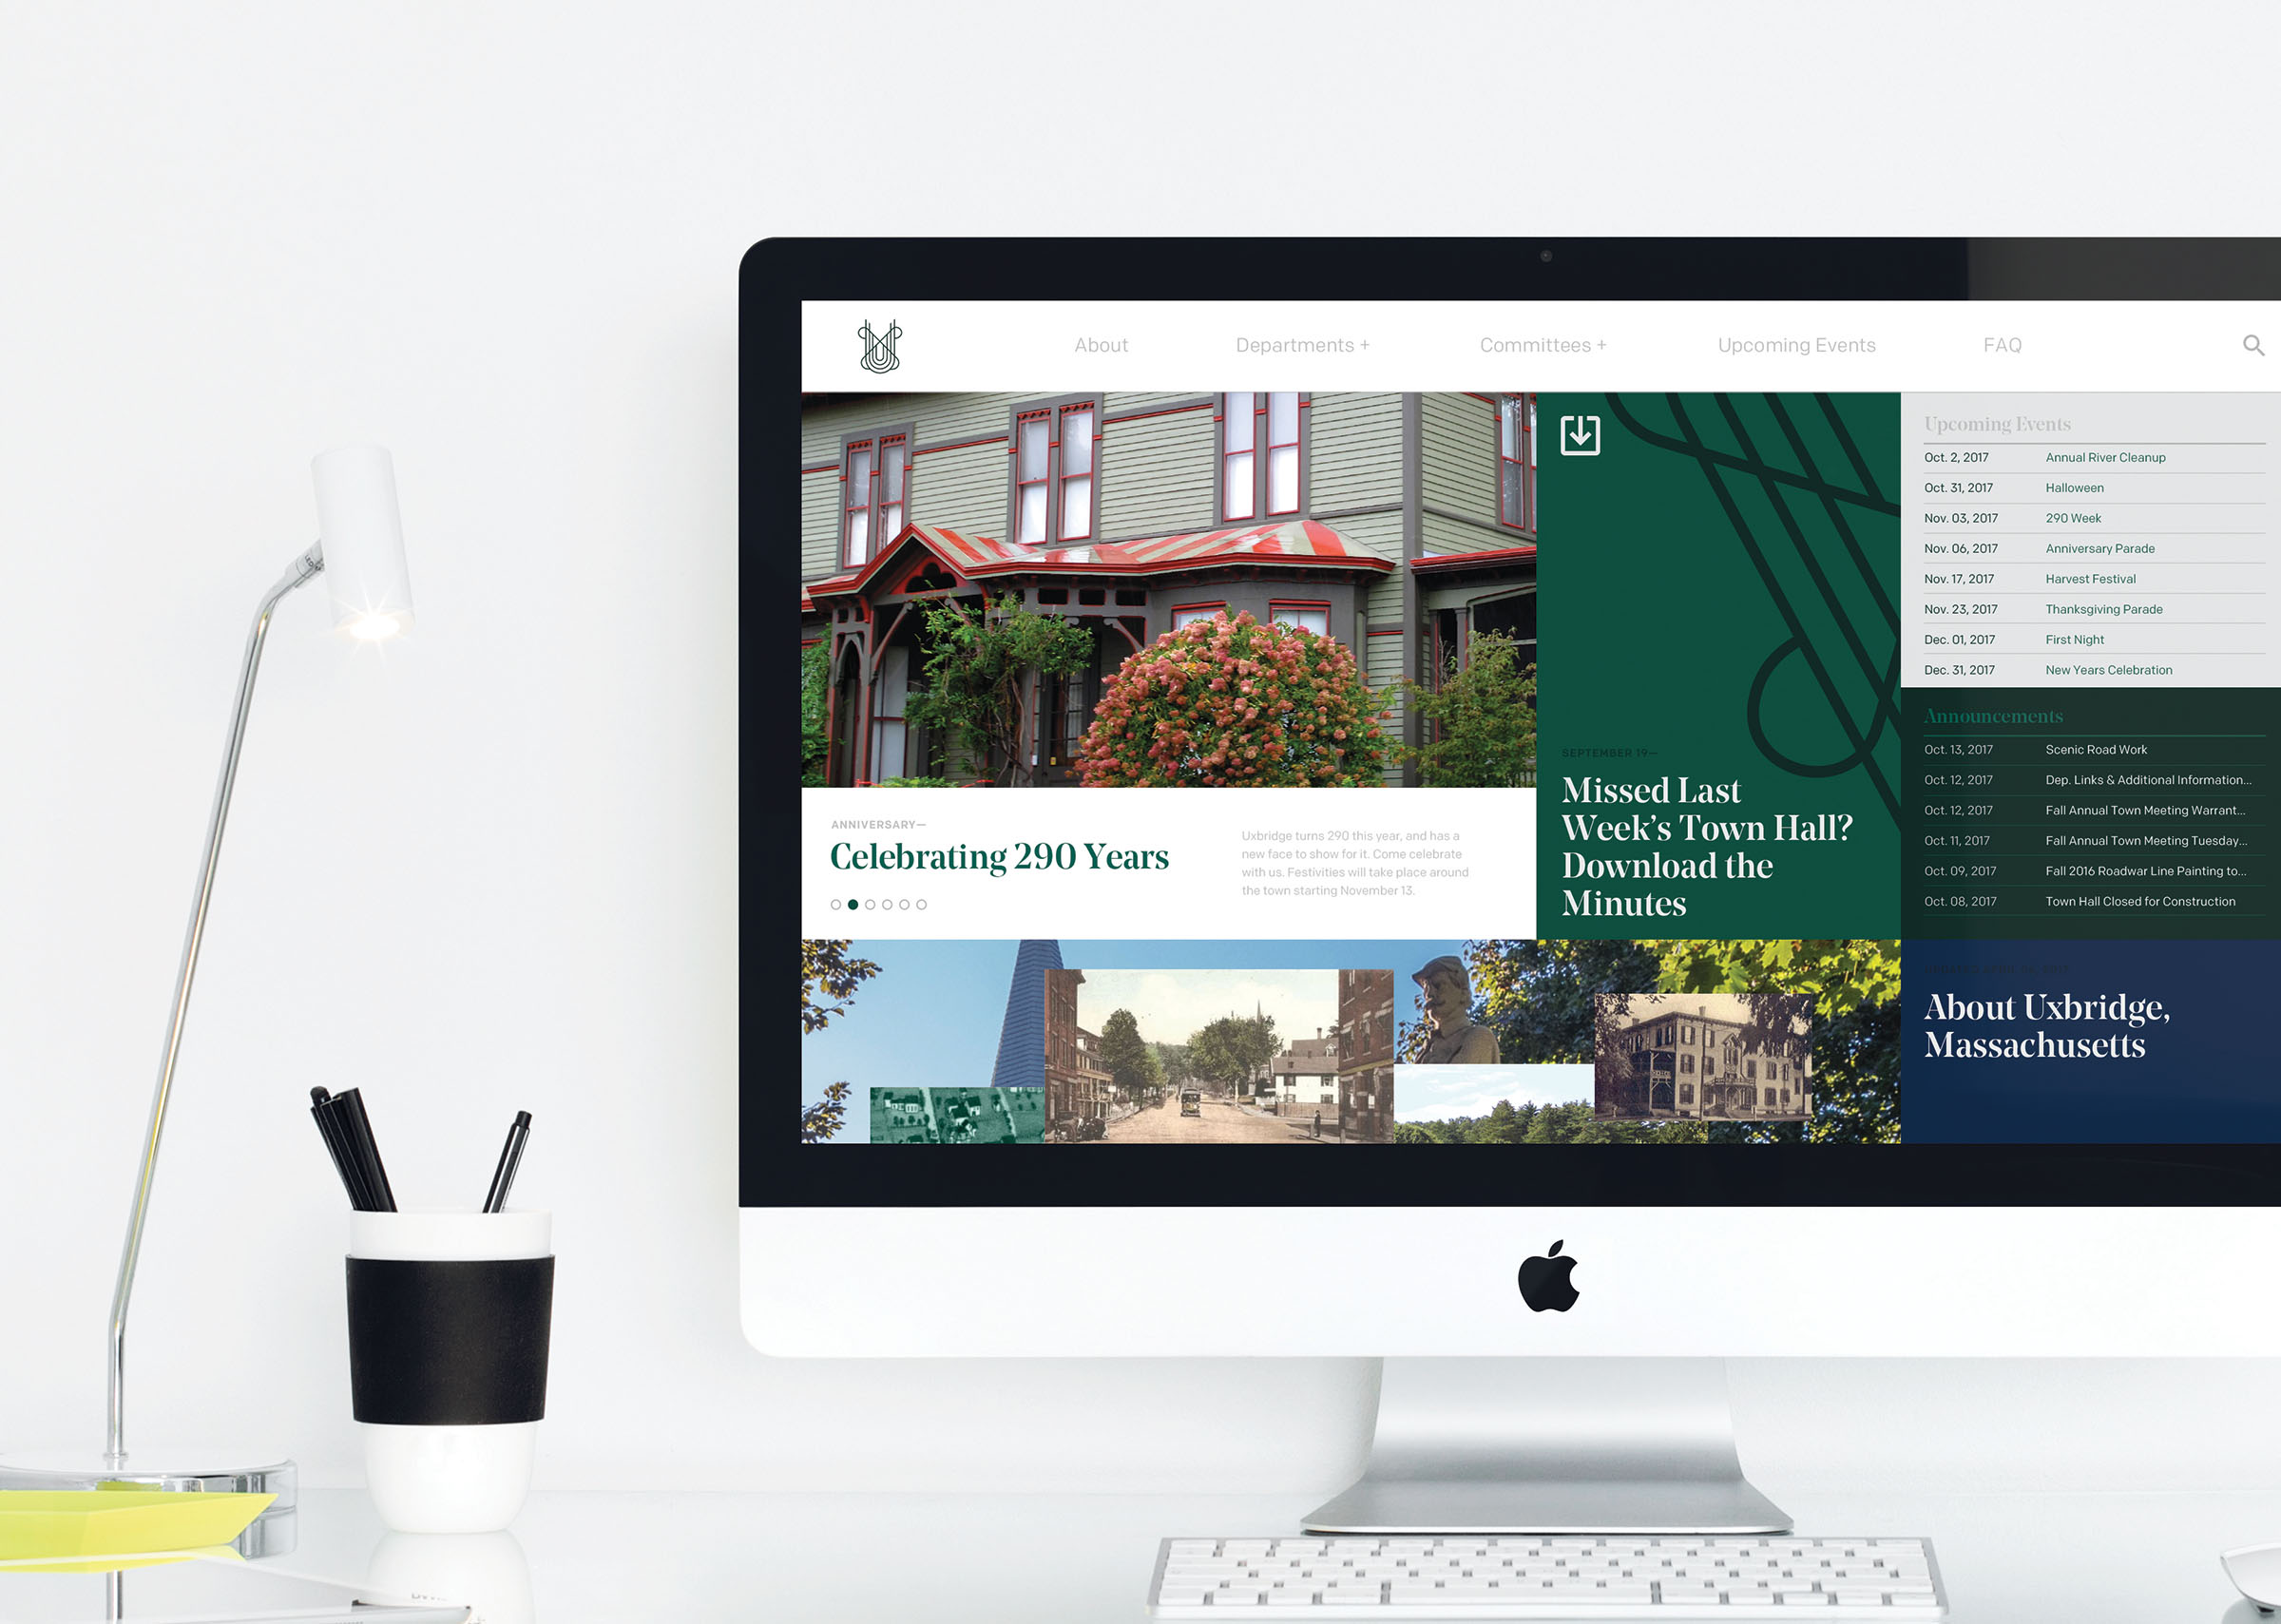 About
Departments +
Committees +
Upcoming Events
FAQ
ANNIVERSARY—
Celebrating 290 Years
Uxbridge turns 290 this year, and has a
new face to show for it. Come celebrate
with us. Festivities will take place around
the town starting November 13.
SEPTEMBER 19—
Missed Last
Week's Town Hall?
Download the
Minutes
Upcoming Events
Oct. 2, 2017 Annual River Cleanup
Oct. 31, 2017 Halloween
Nov. 03, 2017 290 Week
Nov. 06, 2017 Anniversary Parade
Nov. 17, 2017 Harvest Festival
Nov. 23, 2017 Thanksgiving Parade
Dec. 01, 2017 First Night
Dec. 31, 2017 New Years Celebration
Announcements
Oct. 13, 2017 Scenic Road Work
Oct. 12, 2017 Dep. Links & Additional Information...
Oct. 12, 2017 Fall Annual Town Meeting Warrant...
Oct. 11, 2017 Fall Annual Town Meeting Tuesday...
Oct. 09, 2017 Fall 2016 Roadwar Line Painting to...
Oct. 08, 2017 Town Hall Closed for Construction
About Uxbridge,
Massachusetts